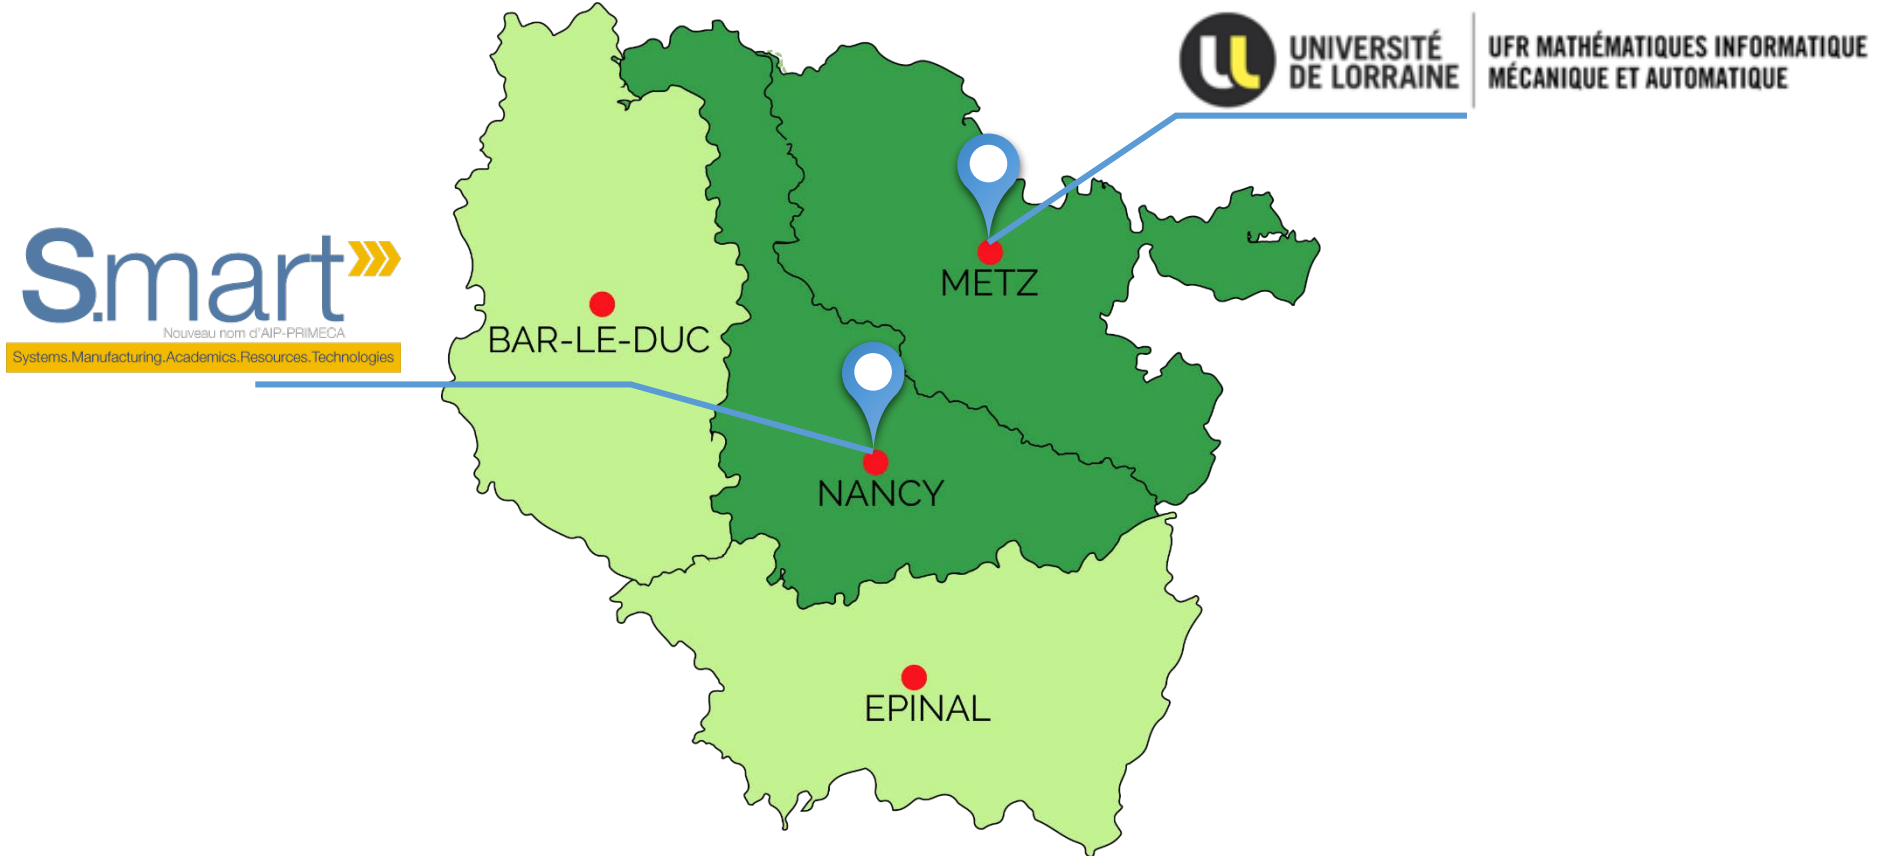 UNIVERSITÉ
DE LORRAINE
UFR MATHÉMATIQUES INFORMATIQUE
MÉCANIQUE ET AUTOMATIQUE
S.mart
Nouveau nom d'AIP-PRIMECA
Systems.Manufacturing.Academics.Resources.Technologies
METZ
BAR-LE-DUC
NANCY
EPINAL